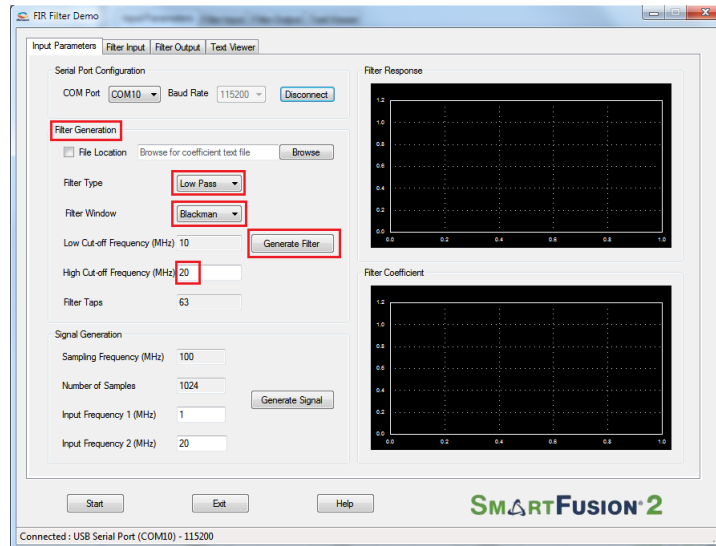 FIR Filter Demo
Input Parameters Filter Input Filter Output Text Viewer
Serial Port Configuration
COM Port COM10 Baud Rate 115200 Disconnect
Filter Generation
File Location Browse for coefficient text file Browse
Filter Type Low Pass
Filter Window Blackman
Low Cut-off Frequency (MHz) 10 Generate Filter
High Cut-off Frequency (MHz) 20
Filter Taps 63
Signal Generation
Sampling Frequency (MHz) 100
Number of Samples 1024
Generate Signal
Input Frequency 1 (MHz) 1
Input Frequency 2 (MHz) 20
Filter Response
1.2
1.0
0.8
0.6
0.4
0.2
0.0
0.0 0.2 0.4 0.6 0.8 1.0
Filter Coefficient
1.2
1.0
0.8
0.6
0.4
0.2
0.0
0.0 0.2 0.4 0.6 0.8 1.0
Start Exit Help
SMARTFUSION 2
Connected : USB Serial Port (COM10) - 115200